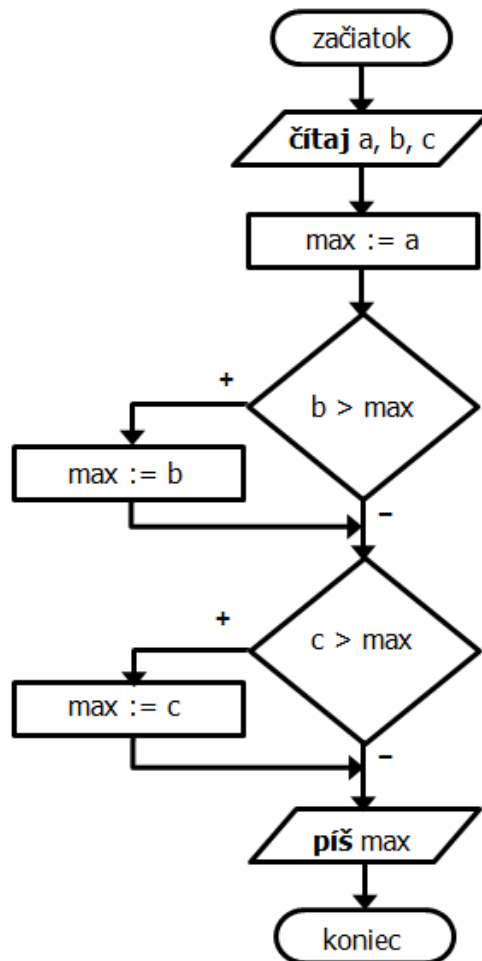 začiatok
čítaj a, b, c
max := a
b > max
+
max := b
–
c > max
+
max := c
–
píš max
koniec